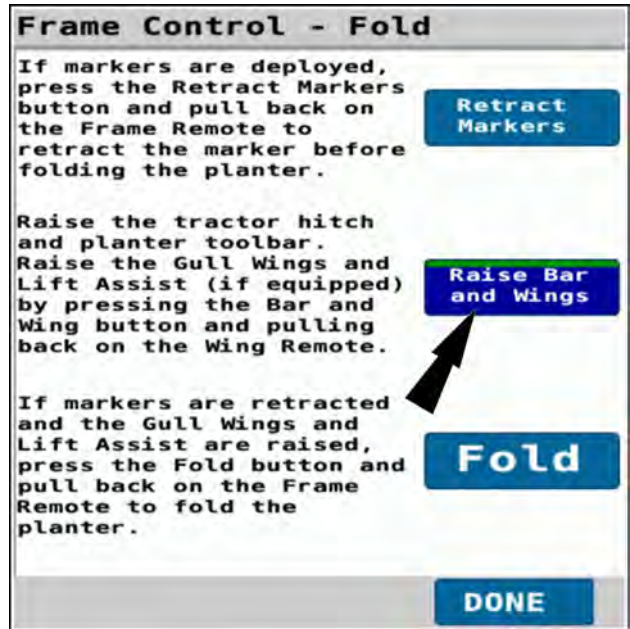 Frame Control - Fold
If markers are deployed,
press the Retract Markers
button and pull back on
the Frame Remote to
retract the marker before
folding the planter.
Retract
Markers
Raise the tractor hitch
and planter toolbar.
Raise the Gull Wings and
Lift Assist (if equipped)
by pressing the Bar and
Wing button and pulling
back on the Wing Remote.
Raise Bar
and Wings
If markers are retracted
and the Gull Wings and
Lift Assist are raised,
press the Fold button and
pull back on the Frame
Remote to fold the
planter.
Fold
DONE